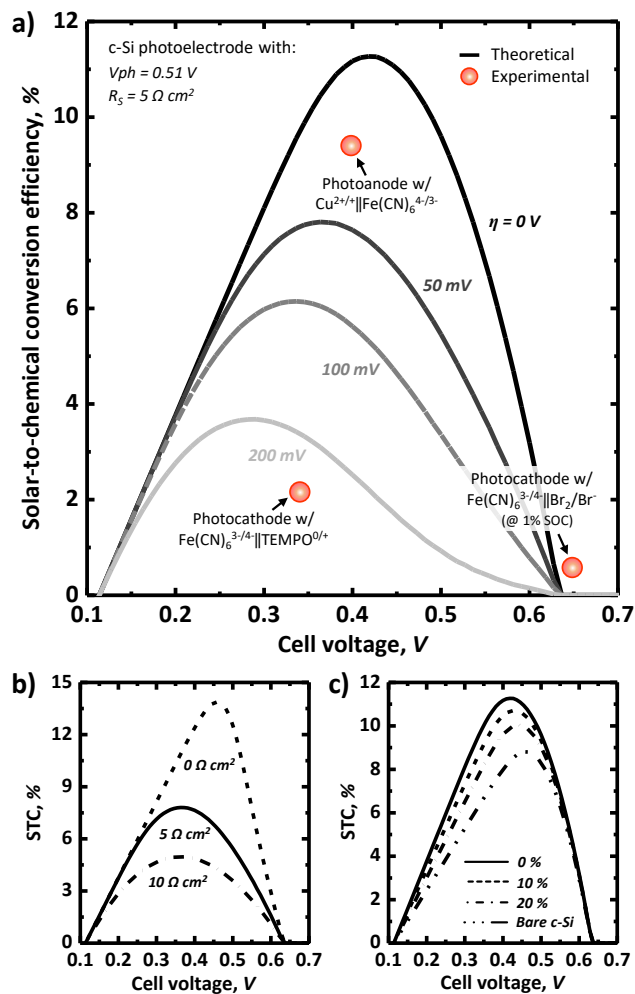 a)
Solar-to-chemical conversion efficiency, %
12
10
8
6
4
2
0
c-Si photoelectrode with:
Vph = 0.51 V
R_S = 5 Ω cm²
Theoretical
Experimental
Photoanode w/
Cu²⁺/⁺||Fe(CN)₆⁴⁻/³⁻
η = 0 V
50 mV
100 mV
200 mV
Photocathode w/
Fe(CN)₆³⁻/⁴⁻||Br₂/Br⁻
(@ 1% SOC)
Photocathode w/
Fe(CN)₆³⁻/⁴⁻||TEMPO⁰/⁺
0.1 0.2 0.3 0.4 0.5 0.6 0.7
Cell voltage, V
b)
STC, %
15
12
9
6
3
0
0 Ω cm²
5 Ω cm²
10 Ω cm²
0.1 0.2 0.3 0.4 0.5 0.6 0.7
Cell voltage, V
c)
STC, %
12
10
8
6
4
2
0
0 %
10 %
20 %
Bare c-Si
0.1 0.2 0.3 0.4 0.5 0.6 0.7
Cell voltage, V